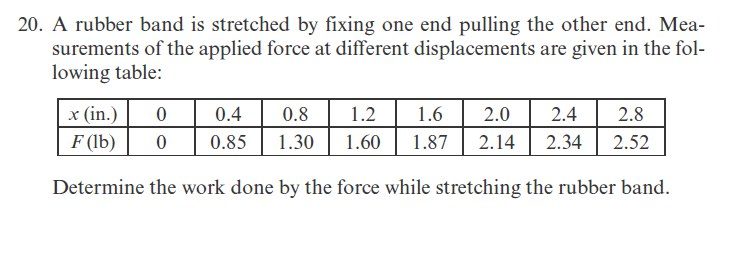 20. A rubber band is stretched by fixing one end pulling the other end. Mea-
surements of the applied force at different displacements are given in the fol-
lowing table:
x (in.) 0 0.4 0.8 1.2 1.6 2.0 2.4 2.8
F (lb) 0 0.85 1.30 1.60 1.87 2.14 2.34 2.52
Determine the work done by the force while stretching the rubber band.